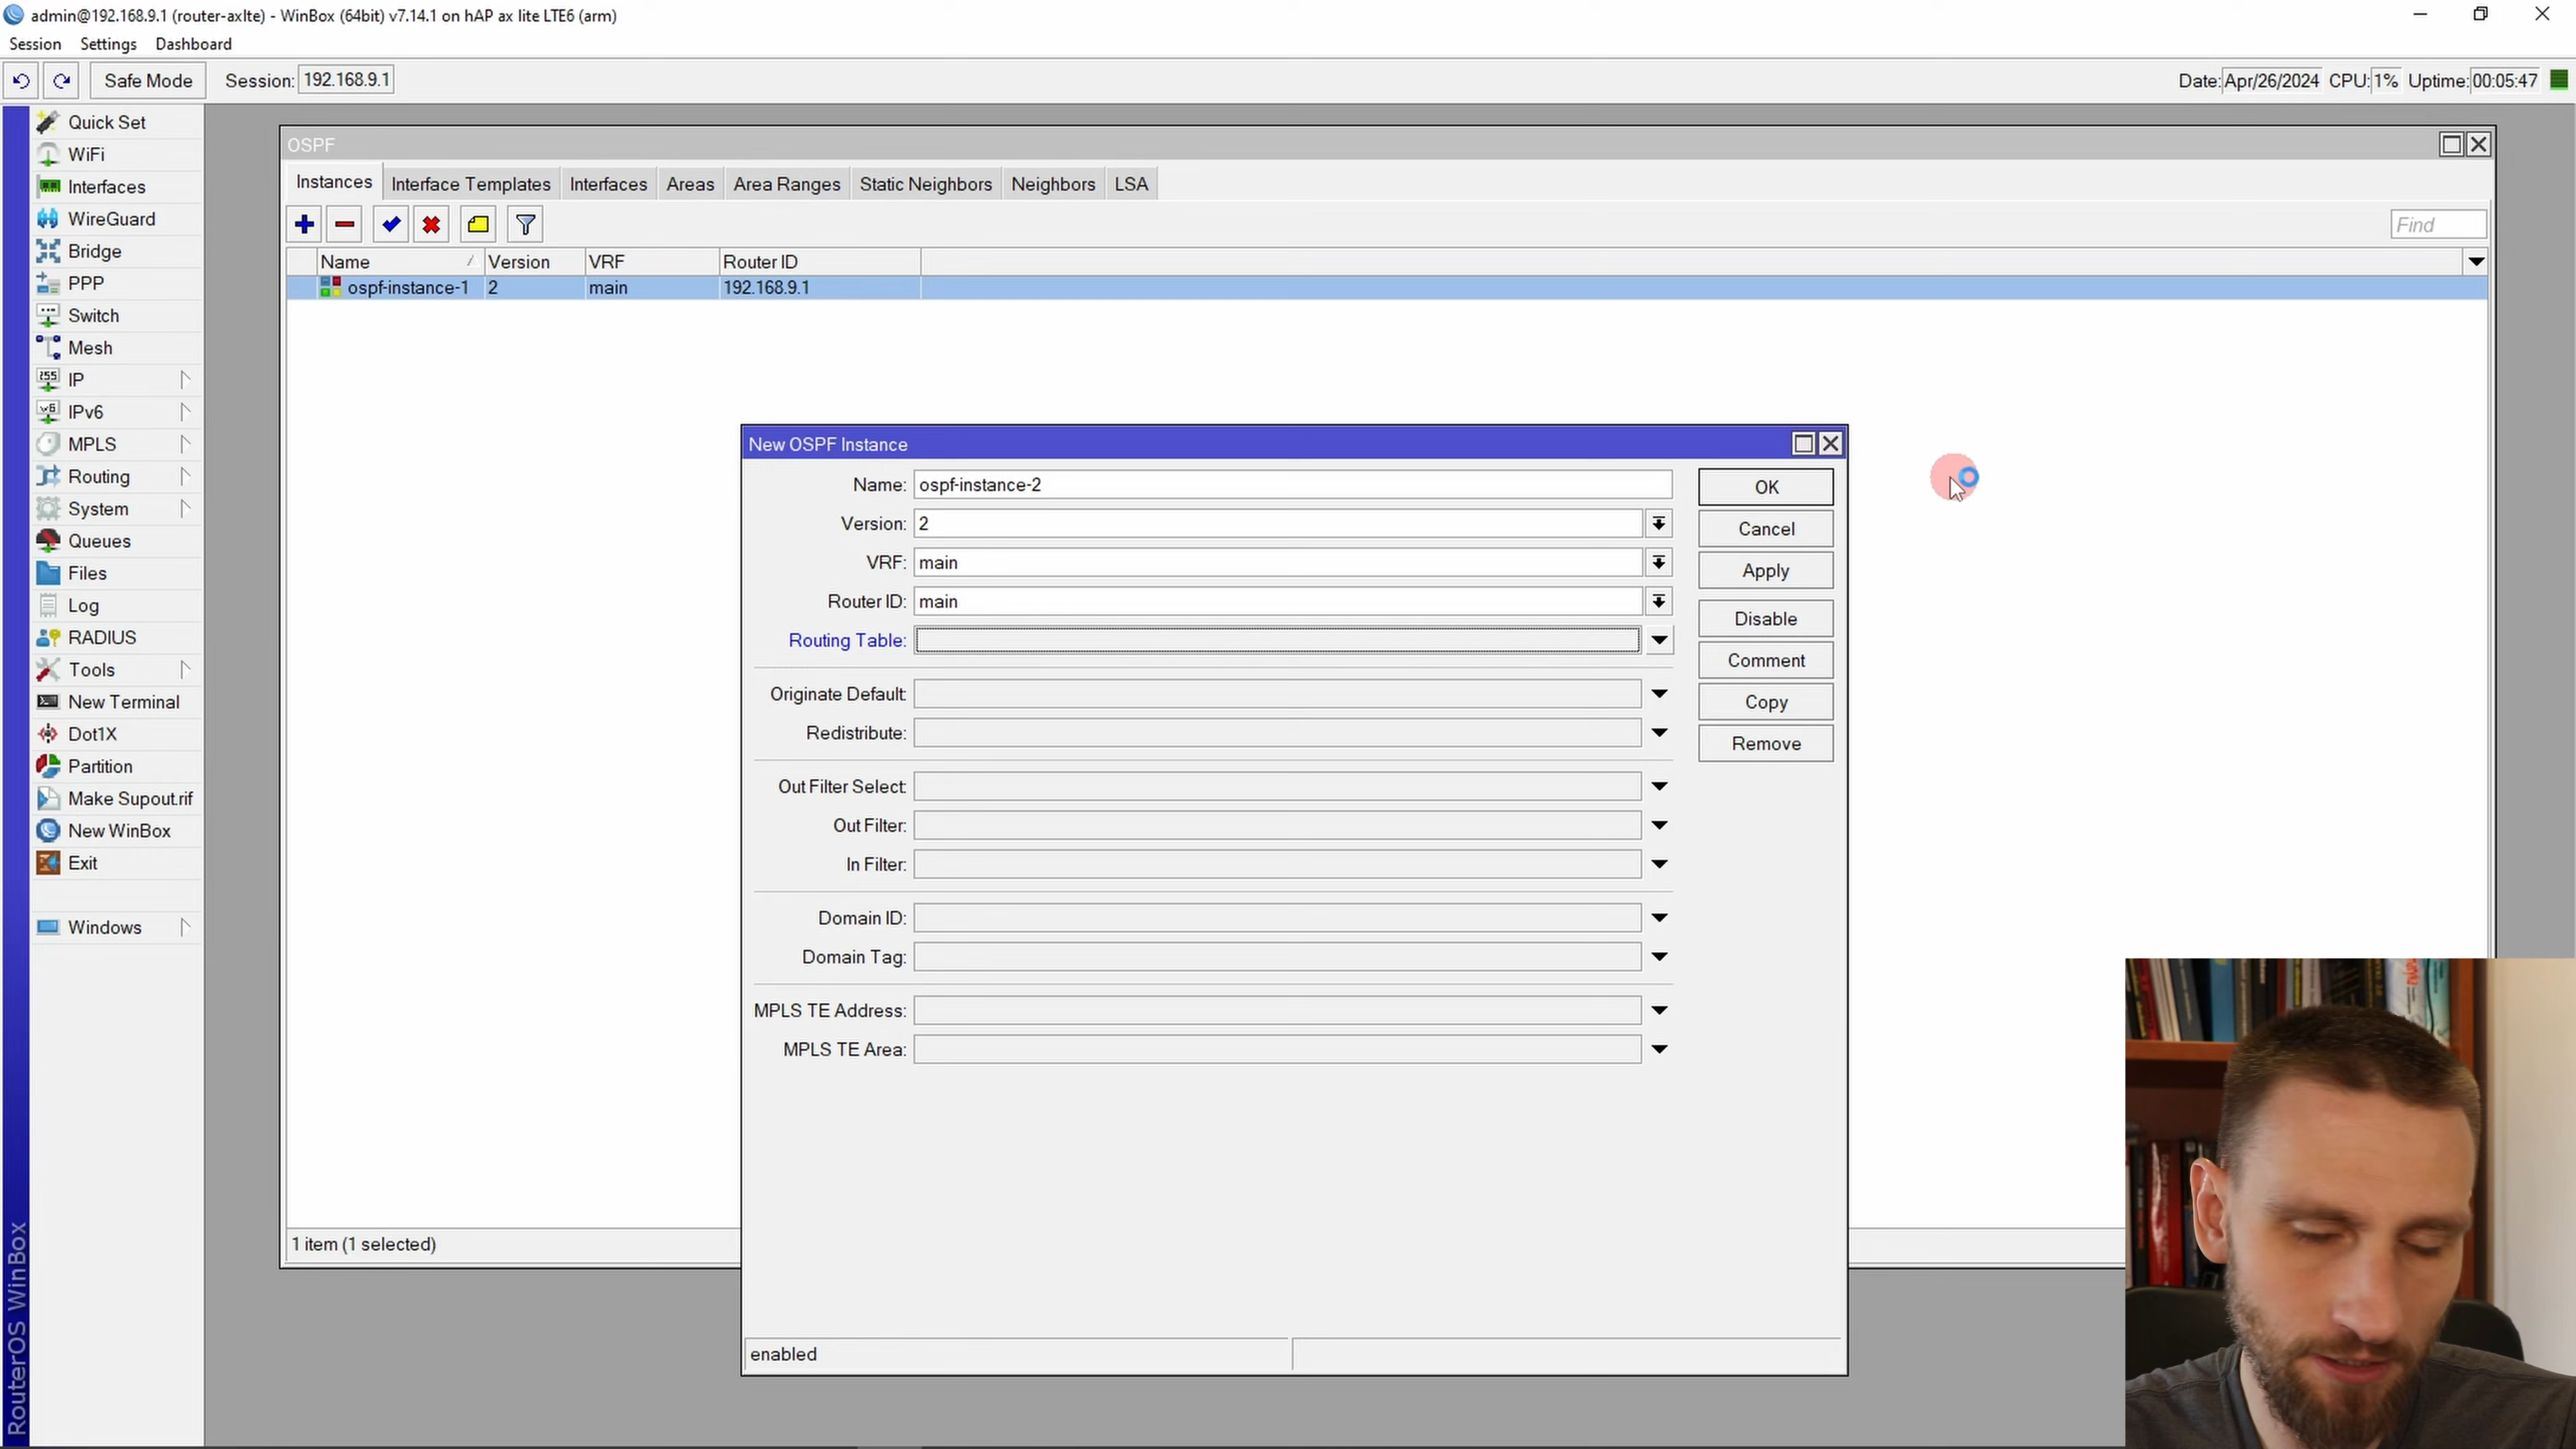 admin@192.168.9.1 (router-axlte) - WinBox (64bit) v7.14.1 on hAP ax lite LTE6 (arm)
Session Settings Dashboard
Safe Mode Session: 192.168.9.1 Date: Apr/26/2024 CPU: 1% Uptime: 00:05:47
Quick Set
WiFi
Interfaces
WireGuard
Bridge
PPP
Switch
Mesh
IP
IPv6
MPLS
Routing
System
Queues
Files
Log
RADIUS
Tools
New Terminal
Dot1X
Partition
Make Supout.rif
New WinBox
Exit
Windows
RouterOS WinBox
OSPF
Instances Interface Templates Interfaces Areas Area Ranges Static Neighbors Neighbors LSA
Find
Name Version VRF Router ID
ospf-instance-1 2 main 192.168.9.1
1 item (1 selected)
New OSPF Instance
Name: ospf-instance-2
Version: 2
VRF: main
Router ID: main
Routing Table:
Originate Default:
Redistribute:
Out Filter Select:
Out Filter:
In Filter:
Domain ID:
Domain Tag:
MPLS TE Address:
MPLS TE Area:
OK
Cancel
Apply
Disable
Comment
Copy
Remove
enabled